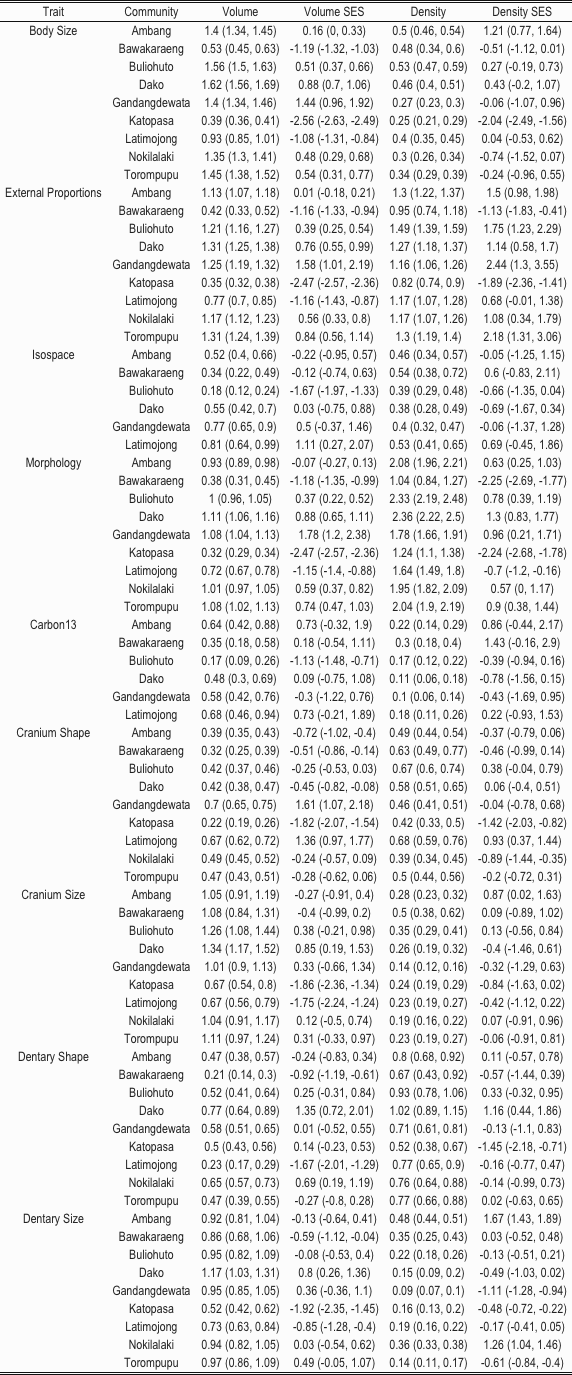 Trait Community Volume Volume SES Density Density SES
Body Size Ambang 1.4 (1.34, 1.45) 0.16 (0, 0.33) 0.5 (0.46, 0.54) 1.21 (0.77, 1.64)
Bawakaraeng 0.53 (0.45, 0.63) -1.19 (-1.32, -1.03) 0.48 (0.34, 0.6) -0.51 (-1.12, 0.01)
Buliohuto 1.56 (1.5, 1.63) 0.51 (0.37, 0.66) 0.53 (0.47, 0.59) 0.27 (-0.19, 0.73)
Dako 1.62 (1.56, 1.69) 0.88 (0.7, 1.06) 0.46 (0.4, 0.51) 0.43 (-0.2, 1.07)
Gandangdewata 1.4 (1.34, 1.46) 1.44 (0.96, 1.92) 0.27 (0.23, 0.3) -0.06 (-1.07, 0.96)
Katopasa 0.39 (0.36, 0.41) -2.56 (-2.63, -2.49) 0.25 (0.21, 0.29) -2.04 (-2.49, -1.56)
Latimojong 0.93 (0.85, 1.01) -1.08 (-1.31, -0.84) 0.4 (0.35, 0.45) 0.04 (-0.53, 0.62)
Nokilalaki 1.35 (1.3, 1.41) 0.48 (0.29, 0.68) 0.3 (0.26, 0.34) -0.74 (-1.52, 0.07)
Torompupu 1.45 (1.38, 1.52) 0.54 (0.31, 0.77) 0.34 (0.29, 0.39) -0.24 (-0.96, 0.55)
External Proportions Ambang 1.13 (1.07, 1.18) 0.01 (-0.18, 0.21) 1.3 (1.22, 1.37) 1.5 (0.98, 1.98)
Bawakaraeng 0.42 (0.33, 0.52) -1.16 (-1.33, -0.94) 0.95 (0.74, 1.18) -1.13 (-1.83, -0.41)
Buliohuto 1.21 (1.16, 1.27) 0.39 (0.25, 0.54) 1.49 (1.39, 1.59) 1.75 (1.23, 2.29)
Dako 1.31 (1.25, 1.38) 0.76 (0.55, 0.99) 1.27 (1.18, 1.37) 1.14 (0.58, 1.7)
Gandangdewata 1.25 (1.19, 1.32) 1.58 (1.01, 2.19) 1.16 (1.06, 1.26) 2.44 (1.3, 3.55)
Katopasa 0.35 (0.32, 0.38) -2.47 (-2.57, -2.36) 0.82 (0.74, 0.9) -1.89 (-2.36, -1.41)
Latimojong 0.77 (0.7, 0.85) -1.16 (-1.43, -0.87) 1.17 (1.07, 1.28) 0.68 (-0.01, 1.38)
Nokilalaki 1.17 (1.12, 1.23) 0.56 (0.33, 0.8) 1.17 (1.07, 1.26) 1.08 (0.34, 1.79)
Torompupu 1.31 (1.24, 1.39) 0.84 (0.56, 1.14) 1.3 (1.19, 1.4) 2.18 (1.31, 3.06)
Isospace Ambang 0.52 (0.4, 0.66) -0.22 (-0.95, 0.57) 0.46 (0.34, 0.57) -0.05 (-1.25, 1.15)
Bawakaraeng 0.34 (0.22, 0.49) -0.12 (-0.74, 0.63) 0.54 (0.38, 0.72) 0.6 (-0.83, 2.11)
Buliohuto 0.18 (0.12, 0.24) -1.67 (-1.97, -1.33) 0.39 (0.29, 0.48) -0.66 (-1.35, 0.04)
Dako 0.55 (0.42, 0.7) 0.03 (-0.75, 0.88) 0.38 (0.28, 0.49) -0.69 (-1.67, 0.34)
Gandangdewata 0.77 (0.65, 0.9) 0.5 (-0.37, 1.46) 0.4 (0.32, 0.47) -0.06 (-1.37, 1.28)
Latimojong 0.81 (0.64, 0.99) 1.11 (0.27, 2.07) 0.53 (0.41, 0.65) 0.69 (-0.45, 1.86)
Morphology Ambang 0.93 (0.89, 0.98) -0.07 (-0.27, 0.13) 2.08 (1.96, 2.21) 0.63 (0.25, 1.03)
Bawakaraeng 0.38 (0.31, 0.45) -1.18 (-1.35, -0.99) 1.04 (0.84, 1.27) -2.25 (-2.69, -1.77)
Buliohuto 1 (0.96, 1.05) 0.37 (0.22, 0.52) 2.33 (2.19, 2.48) 0.78 (0.39, 1.19)
Dako 1.11 (1.06, 1.16) 0.88 (0.65, 1.11) 2.36 (2.22, 2.5) 1.3 (0.83, 1.77)
Gandangdewata 1.08 (1.04, 1.13) 1.78 (1.2, 2.38) 1.78 (1.66, 1.91) 0.96 (0.21, 1.71)
Katopasa 0.32 (0.29, 0.34) -2.47 (-2.57, -2.36) 1.24 (1.1, 1.38) -2.24 (-2.68, -1.78)
Latimojong 0.72 (0.67, 0.78) -1.15 (-1.4, -0.88) 1.64 (1.49, 1.8) -0.7 (-1.2, -0.16)
Nokilalaki 1.01 (0.97, 1.05) 0.59 (0.37, 0.82) 1.95 (1.82, 2.09) 0.57 (0, 1.17)
Torompupu 1.08 (1.02, 1.13) 0.74 (0.47, 1.03) 2.04 (1.9, 2.19) 0.9 (0.38, 1.44)
Carbon13 Ambang 0.64 (0.42, 0.88) 0.73 (-0.32, 1.9) 0.22 (0.14, 0.29) 0.86 (-0.44, 2.17)
Bawakaraeng 0.35 (0.18, 0.58) 0.18 (-0.54, 1.11) 0.3 (0.18, 0.4) 1.43 (-0.16, 2.9)
Buliohuto 0.17 (0.09, 0.26) -1.13 (-1.48, -0.71) 0.17 (0.12, 0.22) -0.39 (-0.94, 0.16)
Dako 0.48 (0.3, 0.69) 0.09 (-0.75, 1.08) 0.11 (0.06, 0.18) -0.78 (-1.56, 0.15)
Gandangdewata 0.58 (0.42, 0.76) -0.3 (-1.22, 0.76) 0.1 (0.06, 0.14) -0.43 (-1.69, 0.95)
Latimojong 0.68 (0.46, 0.94) 0.73 (-0.21, 1.89) 0.18 (0.11, 0.26) 0.22 (-0.93, 1.53)
Cranium Shape Ambang 0.39 (0.35, 0.43) -0.72 (-1.02, -0.4) 0.49 (0.44, 0.54) -0.37 (-0.79, 0.06)
Bawakaraeng 0.32 (0.25, 0.39) -0.51 (-0.86, -0.14) 0.63 (0.49, 0.77) -0.46 (-0.99, 0.14)
Buliohuto 0.42 (0.37, 0.46) -0.25 (-0.53, 0.03) 0.67 (0.6, 0.74) 0.38 (-0.04, 0.79)
Dako 0.42 (0.38, 0.47) -0.45 (-0.82, -0.08) 0.58 (0.51, 0.65) 0.06 (-0.4, 0.51)
Gandangdewata 0.7 (0.65, 0.75) 1.61 (1.07, 2.18) 0.46 (0.41, 0.51) -0.04 (-0.78, 0.68)
Katopasa 0.22 (0.19, 0.26) -1.82 (-2.07, -1.54) 0.42 (0.33, 0.5) -1.42 (-2.03, -0.82)
Latimojong 0.67 (0.62, 0.72) 1.36 (0.97, 1.77) 0.68 (0.59, 0.76) 0.93 (0.37, 1.44)
Nokilalaki 0.49 (0.45, 0.52) -0.24 (-0.57, 0.09) 0.39 (0.34, 0.45) -0.89 (-1.44, -0.35)
Torompupu 0.47 (0.43, 0.51) -0.28 (-0.62, 0.06) 0.5 (0.44, 0.56) -0.2 (-0.72, 0.31)
Cranium Size Ambang 1.05 (0.91, 1.19) -0.27 (-0.91, 0.4) 0.28 (0.23, 0.32) 0.87 (0.02, 1.63)
Bawakaraeng 1.08 (0.84, 1.31) -0.4 (-0.99, 0.2) 0.5 (0.38, 0.62) 0.09 (-0.89, 1.02)
Buliohuto 1.26 (1.08, 1.44) 0.38 (-0.21, 0.98) 0.35 (0.29, 0.41) 0.13 (-0.56, 0.84)
Dako 1.34 (1.17, 1.52) 0.85 (0.19, 1.53) 0.26 (0.19, 0.32) -0.4 (-1.46, 0.61)
Gandangdewata 1.01 (0.9, 1.13) 0.33 (-0.66, 1.34) 0.14 (0.12, 0.16) -0.32 (-1.29, 0.63)
Katopasa 0.67 (0.54, 0.8) -1.86 (-2.36, -1.34) 0.24 (0.19, 0.29) -0.84 (-1.63, 0.02)
Latimojong 0.67 (0.56, 0.79) -1.75 (-2.24, -1.24) 0.23 (0.19, 0.27) -0.42 (-1.12, 0.22)
Nokilalaki 1.04 (0.91, 1.17) 0.12 (-0.5, 0.74) 0.19 (0.16, 0.22) 0.07 (-0.91, 0.96)
Torompupu 1.11 (0.97, 1.24) 0.31 (-0.33, 0.97) 0.23 (0.19, 0.27) -0.06 (-0.91, 0.81)
Dentary Shape Ambang 0.47 (0.38, 0.57) -0.24 (-0.83, 0.34) 0.8 (0.68, 0.92) 0.11 (-0.57, 0.78)
Bawakaraeng 0.21 (0.14, 0.3) -0.92 (-1.19, -0.61) 0.67 (0.43, 0.92) -0.57 (-1.44, 0.39)
Buliohuto 0.52 (0.41, 0.64) 0.25 (-0.31, 0.84) 0.93 (0.78, 1.06) 0.33 (-0.32, 0.95)
Dako 0.77 (0.64, 0.89) 1.35 (0.72, 2.01) 1.02 (0.89, 1.15) 1.16 (0.44, 1.86)
Gandangdewata 0.58 (0.51, 0.65) 0.01 (-0.52, 0.55) 0.71 (0.61, 0.81) -0.13 (-1.1, 0.83)
Katopasa 0.5 (0.43, 0.56) 0.14 (-0.23, 0.53) 0.52 (0.38, 0.67) -1.45 (-2.18, -0.71)
Latimojong 0.23 (0.17, 0.29) -1.67 (-2.01, -1.29) 0.77 (0.65, 0.9) -0.16 (-0.77, 0.47)
Nokilalaki 0.65 (0.57, 0.73) 0.69 (0.19, 1.19) 0.76 (0.64, 0.88) -0.14 (-0.99, 0.73)
Torompupu 0.47 (0.39, 0.55) -0.27 (-0.8, 0.28) 0.77 (0.66, 0.88) 0.02 (-0.63, 0.65)
Dentary Size Ambang 0.92 (0.81, 1.04) -0.13 (-0.64, 0.41) 0.48 (0.44, 0.51) 1.67 (1.43, 1.89)
Bawakaraeng 0.86 (0.68, 1.06) -0.59 (-1.12, -0.04) 0.35 (0.25, 0.43) 0.03 (-0.52, 0.48)
Buliohuto 0.95 (0.82, 1.09) -0.08 (-0.53, 0.4) 0.22 (0.18, 0.26) -0.13 (-0.51, 0.21)
Dako 1.17 (1.03, 1.31) 0.8 (0.26, 1.36) 0.15 (0.09, 0.2) -0.49 (-1.03, 0.02)
Gandangdewata 0.95 (0.85, 1.05) 0.36 (-0.36, 1.1) 0.09 (0.07, 0.1) -1.11 (-1.28, -0.94)
Katopasa 0.52 (0.42, 0.62) -1.92 (-2.35, -1.45) 0.16 (0.13, 0.2) -0.48 (-0.72, -0.22)
Latimojong 0.73 (0.63, 0.84) -0.85 (-1.28, -0.4) 0.19 (0.16, 0.22) -0.17 (-0.41, 0.05)
Nokilalaki 0.94 (0.82, 1.05) 0.03 (-0.54, 0.62) 0.36 (0.33, 0.38) 1.26 (1.04, 1.46)
Torompupu 0.97 (0.86, 1.09) 0.49 (-0.05, 1.07) 0.14 (0.11, 0.17) -0.61 (-0.84, -0.4)